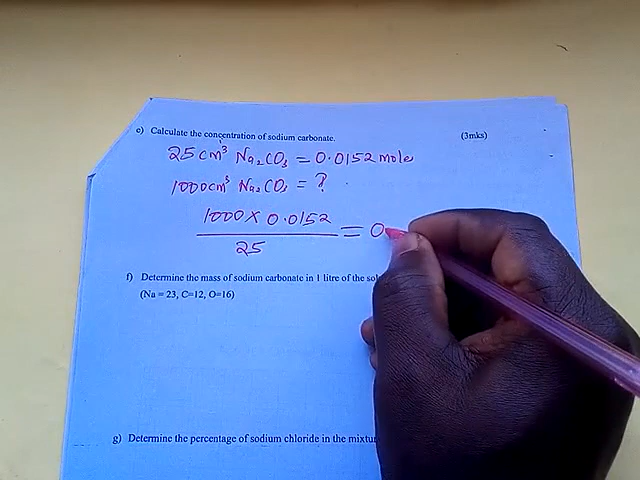 e) Calculate the concentration of sodium carbonate. (3mks)
25cm³ Na₂CO₃ = 0.0152 mole
1000cm³ Na₂CO₃ = ?
1000 X 0.0152
= 0
25
f) Determine the mass of sodium carbonate in 1 litre of the
(Na = 23, C=12, O=16)
g) Determine the percentage of sodium chloride in the